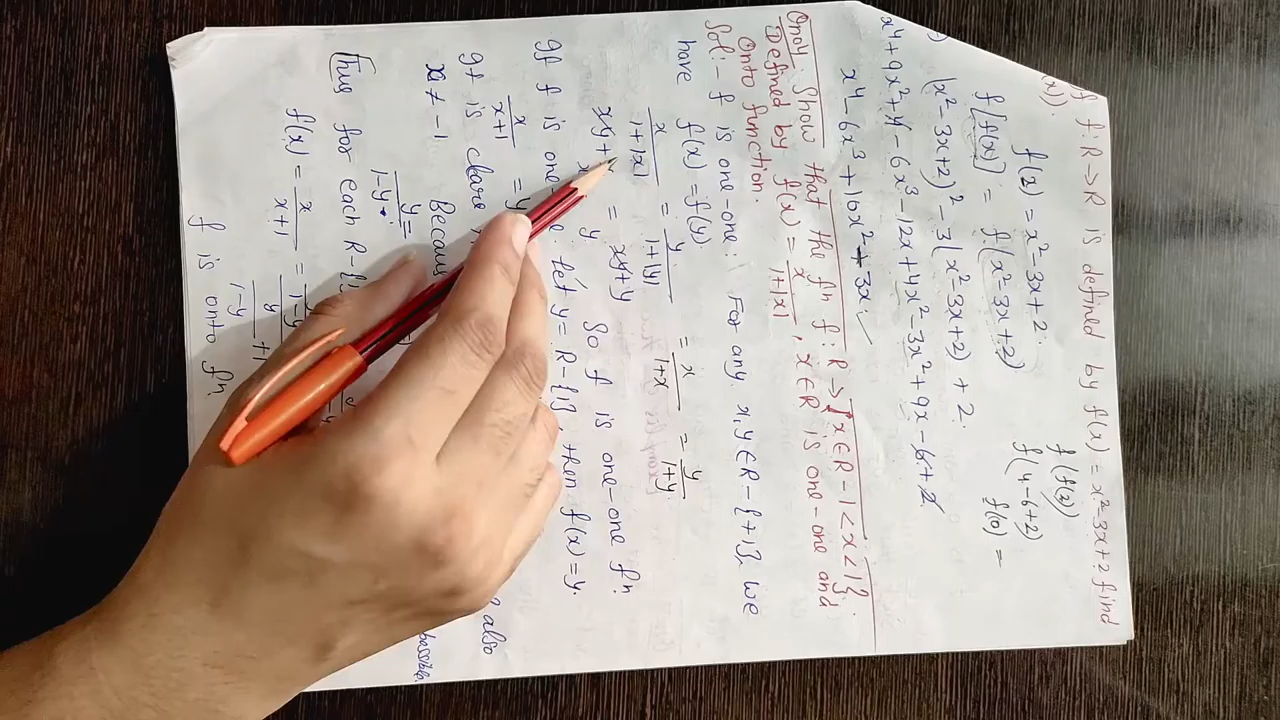 If f: R→R is defined by f(x) = x²-3x+2 find
(x)).
f(x) = x²-3x+2.
f(f(2))
f[f(x)] = f(x²-3x+2)
f(4-6+2)
f(0) =
(x²-3x+2)² - 3(x²-3x+2) + 2.
x⁴+9x²+4-6x³-12x+4x²-3x²+9x-6+2
x⁴-6x³+10x²-3x.
Show that the fn f: R→{x∈R -1<x<1}.
Defined by f(x) = x/1+|x| , x∈R is one-one and
Onto function.
Sol:- f is one-one: For any x,y∈R-{+1}. We
have f(x) = f(y)
x/1+|x| = y/1+|y| = x/1+x = y/1+y
= xy+y
= y So f is one-one fn.
If f is one- let y = R-{1}, then f(x)=y.
x/x+1 = y
It is also
x ≠ -1 possible.
y/1-y
Thus for each R-{
f(x) = x/x+1 =
f is onto fn